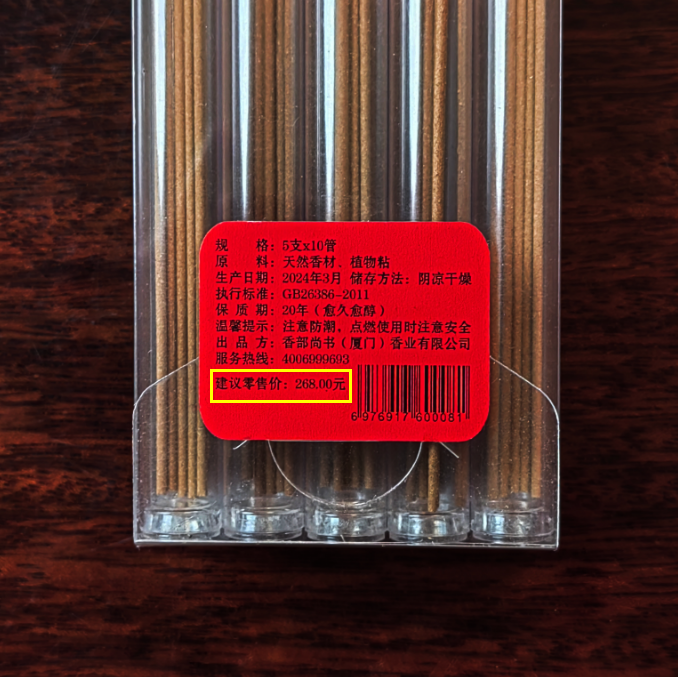 规　　格：5支x10管
原　　料：天然香材、植物粘
生产日期：2024年3月 储存方法：阴凉干燥
执行标准：GB26386-2011
保 质 期：20年（愈久愈醇）
温馨提示：注意防潮，点燃使用时注意安全
出 品 方：香部尚书（厦门）香业有限公司
服务热线：4006999693
建议零售价：268.00元
6 976917 600081